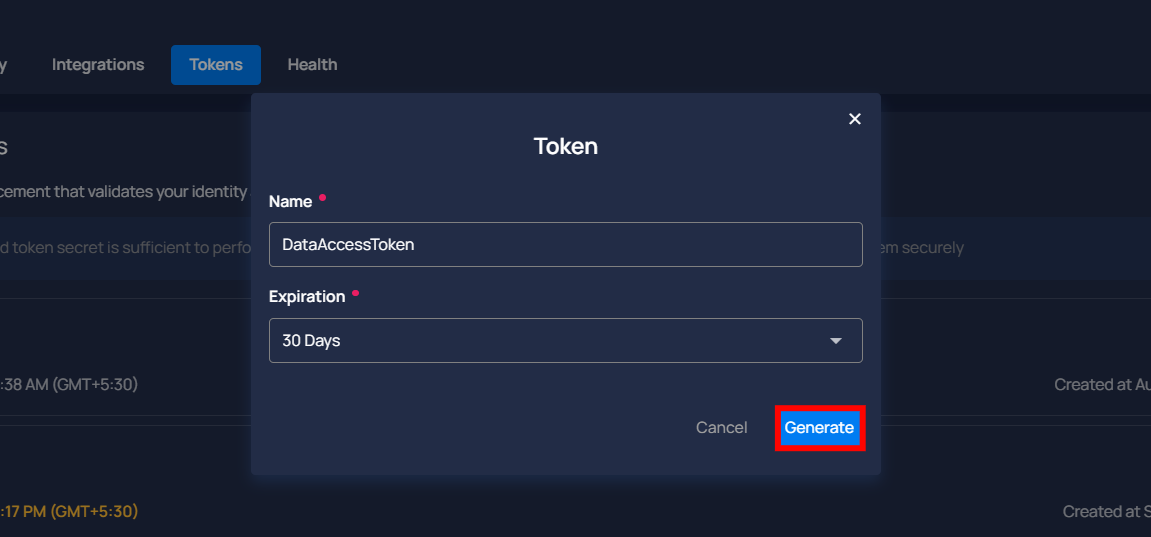 y Integrations Tokens Health
Token
s
Name
cement that validates your identity
DataAccessToken
d token secret is sufficient to perfo
em securely
Expiration
30 Days
:38 AM (GMT+5:30)
Created at Au
Cancel Generate
:17 PM (GMT+5:30)
Created at S